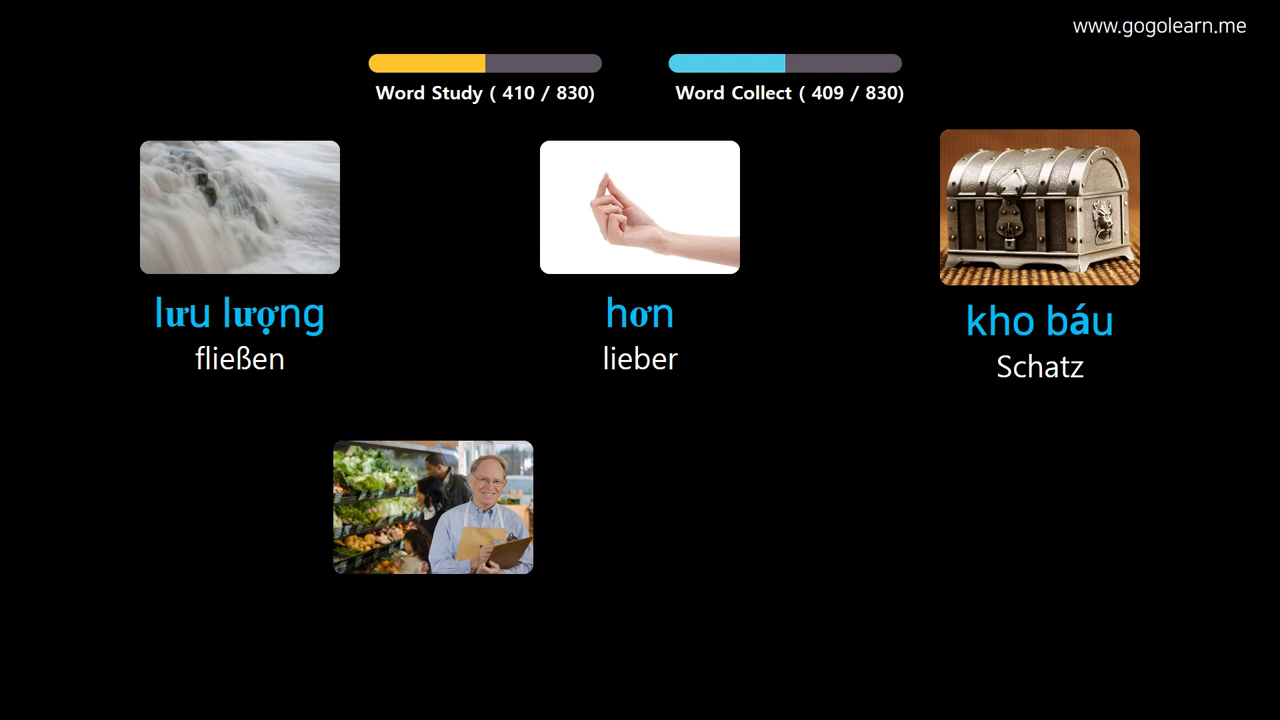 www.gogolearn.me
Word Study ( 410 / 830)
Word Collect ( 409 / 830)
lưu lượng
fließen
hơn
lieber
kho báu
Schatz